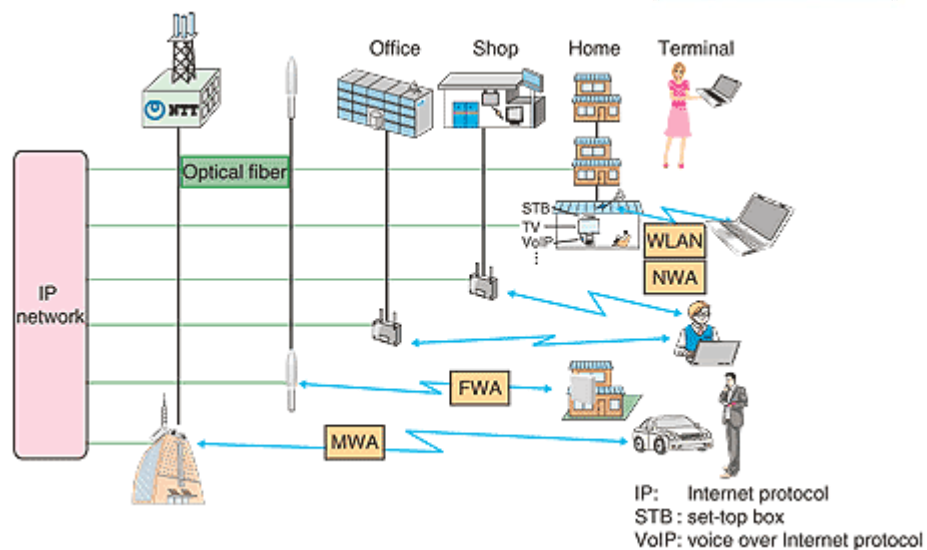 Office
Shop
Home
Terminal
NTT
Optical fiber
STB
TV
VoIP
WLAN
NWA
IP
network
FWA
MWA
IP: Internet protocol
STB : set-top box
VoIP: voice over Internet protocol